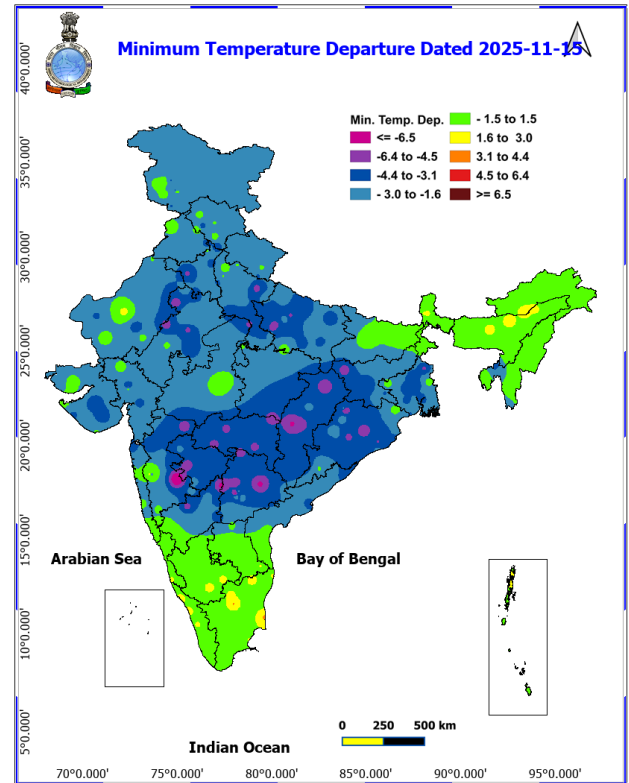 Minimum Temperature Departure Dated 2025-11-15
Min. Temp. Dep.
<= -6.5
-6.4 to -4.5
-4.4 to -3.1
- 3.0 to -1.6
- 1.5 to 1.5
1.6 to 3.0
3.1 to 4.4
4.5 to 6.4
>= 6.5
40°0.000'
35°0.000'
30°0.000'
25°0.000'
20°0.000'
15°0.000'
10°0.000'
5°0.000'
Arabian Sea
Bay of Bengal
Indian Ocean
0 250 500 km
70°0.000' 75°0.000' 80°0.000' 85°0.000' 90°0.000' 95°0.000'